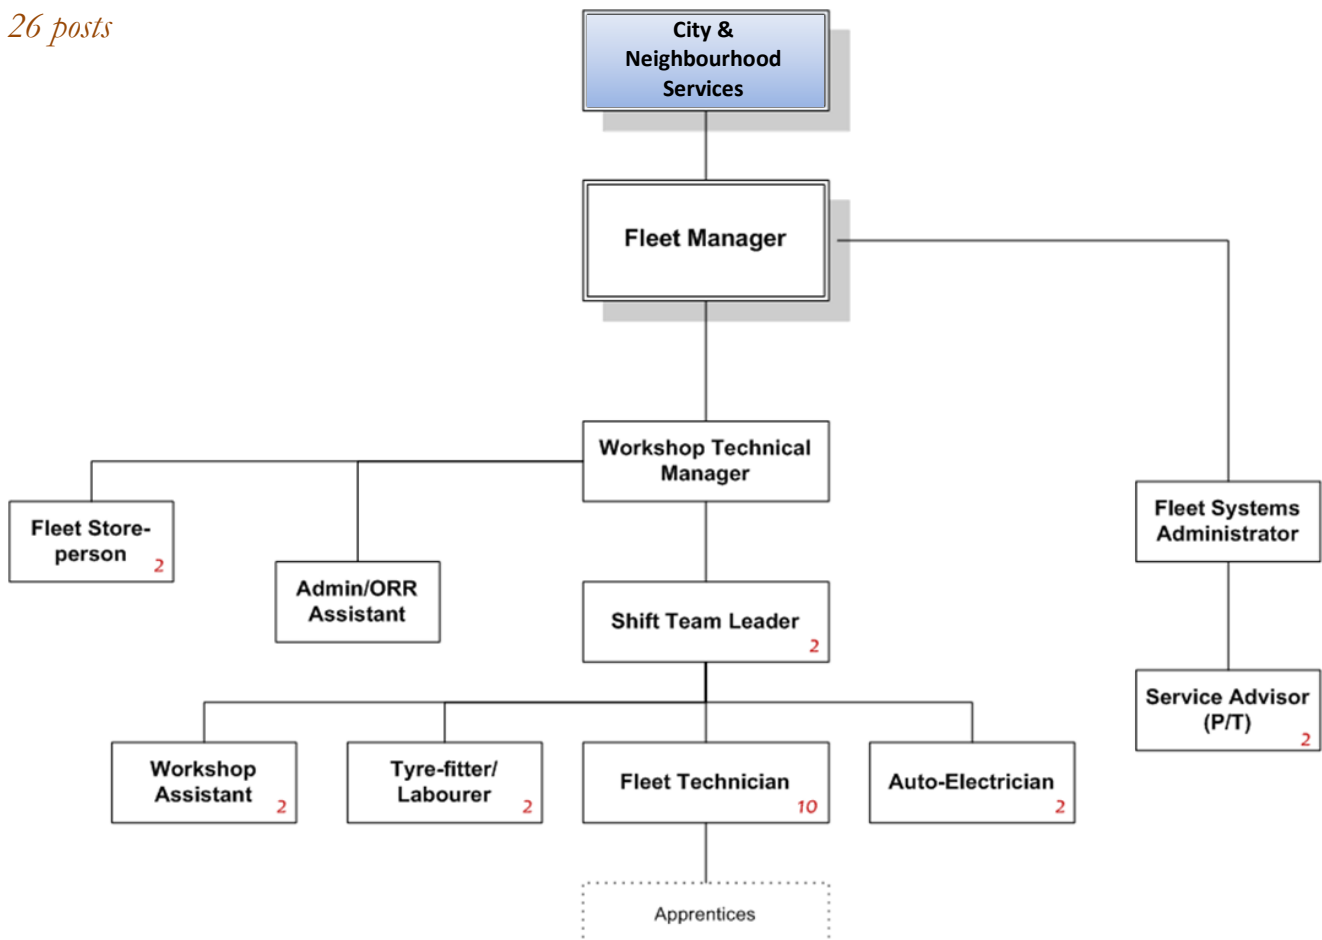 26 posts
City &
Neighbourhood
Services
Fleet Manager
Workshop Technical
Manager
Fleet Store-
person
2
Admin/ORR
Assistant
Fleet Systems
Administrator
Shift Team Leader
2
Service Advisor
(P/T)
2
Workshop
Assistant
2
Tyre-fitter/
Labourer
2
Fleet Technician
10
Auto-Electrician
2
Apprentices